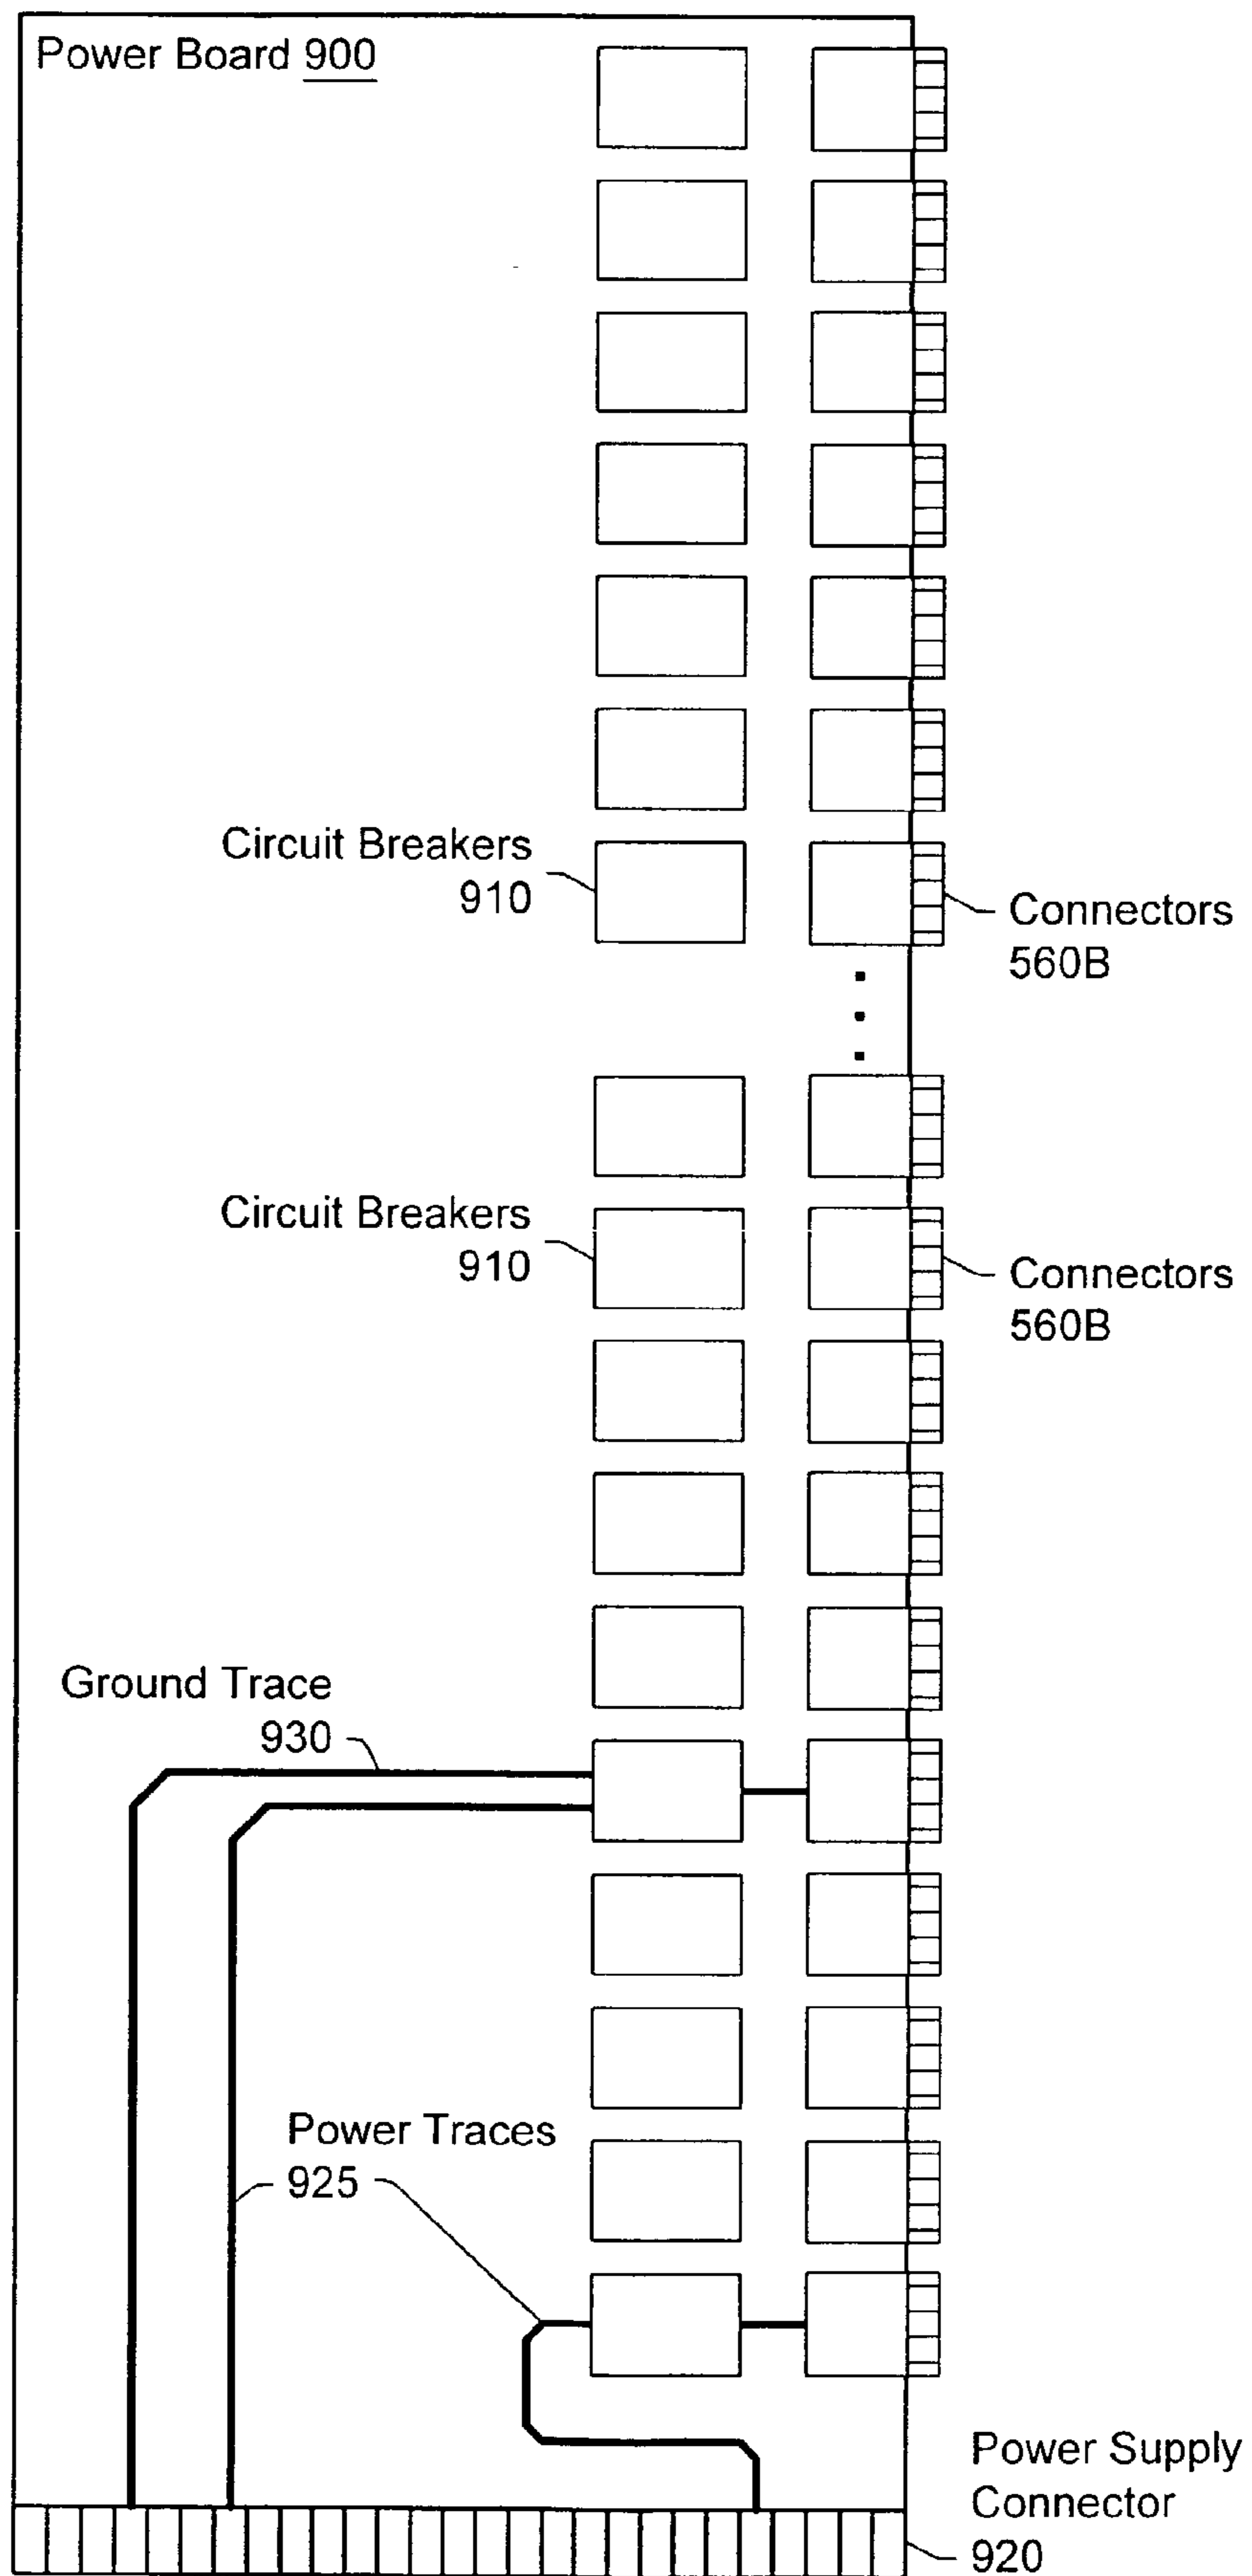 Power Board 900
Circuit Breakers
910
Connectors
560B
Circuit Breakers
910
Connectors
560B
Ground Trace
930
Power Traces
925
Power Supply
Connector
920